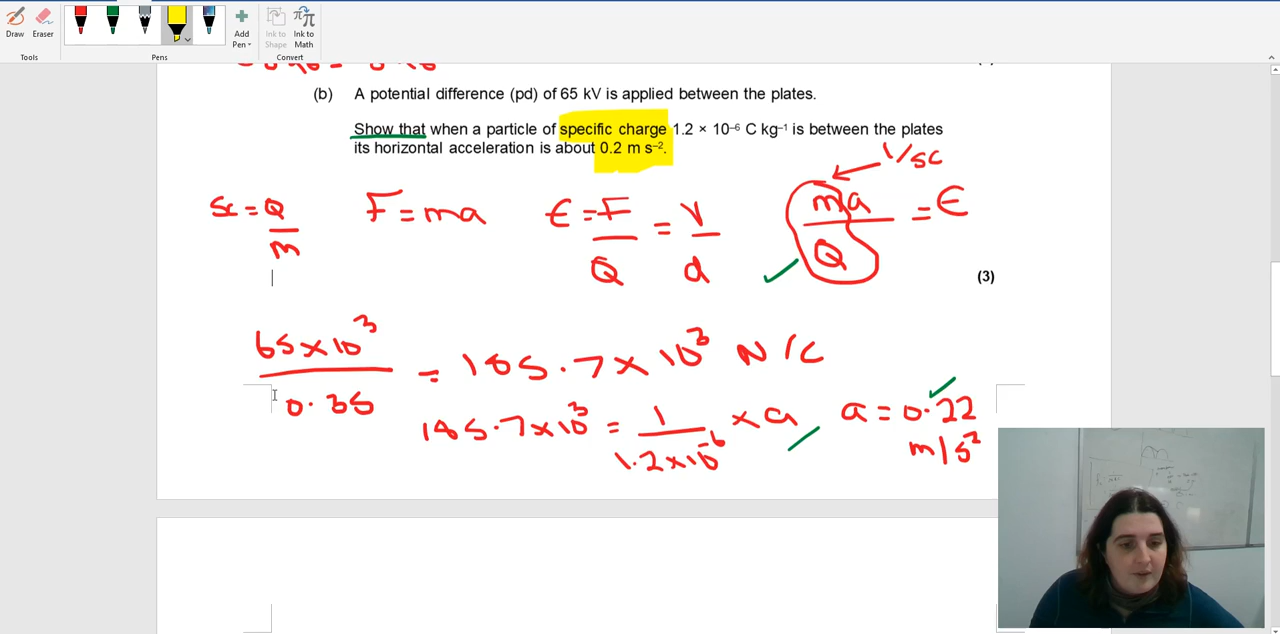 Draw
Eraser
Add Pen
Ink to Shape
Ink to Math
Tools
Pens
Convert
(b) A potential difference (pd) of 65 kV is applied between the plates.
Show that when a particle of specific charge 1.2 × 10⁻⁶ C kg⁻¹ is between the plates
its horizontal acceleration is about 0.2 m s⁻².
1/sc
sc = Q/m
F = ma
E = F/Q = V/d
ma/Q = E
(3)
65×10³/0.35 = 185.7×10³ N/C
185.7×10³ = 1/1.2×10⁻⁶ × a
a = 0.22
m/s²